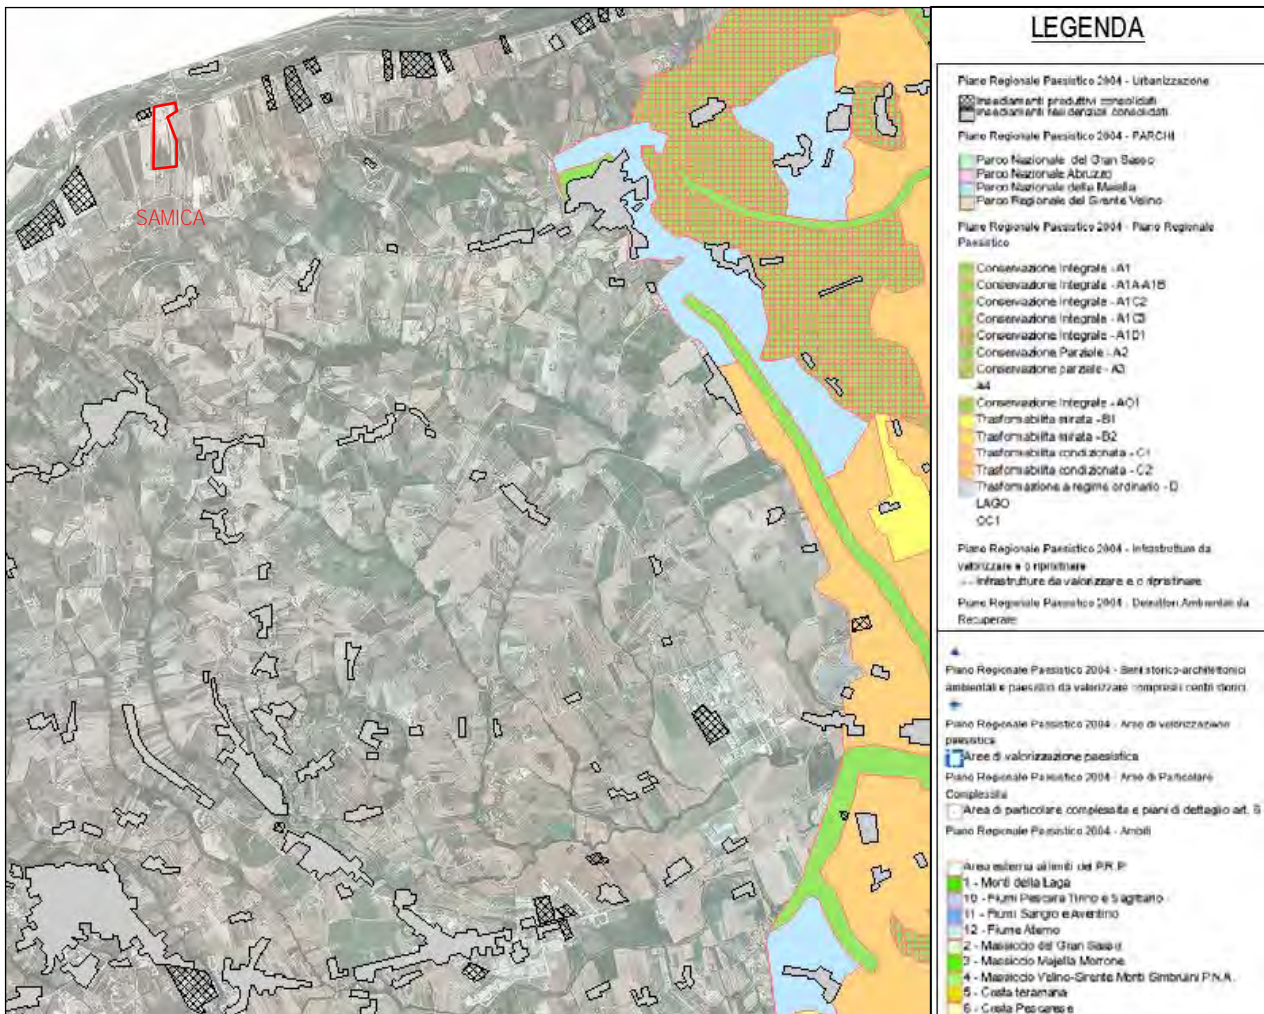 SAMICA
LEGENDA
Piano Regionale Paesistico 2004 - Urbanizzazione
Insediamenti produttivi consolidati
Insediamenti residenziali consolidati
Piano Regionale Paesistico 2004 - PARCHI
Parco Nazionale del Gran Sasso
Parco Nazionale Abruzzo
Parco Nazionale della Maiella
Parco Regionale del Sirente Velino
Piano Regionale Paesistico 2004 - Piano Regionale
Paesistico
Conservazione Integrale - A1
Conservazione Integrale - A1A-A1B
Conservazione Integrale - A1C2
Conservazione Integrale - A1C3
Conservazione Integrale - A1D1
Conservazione Parziale - A2
Conservazione parziale - A3
A4
Conservazione Integrale - AO1
Trasformabilita mirata - B1
Trasformabilita mirata - B2
Trasformabilita condizionata - C1
Trasformabilita condizionata - C2
Trasformazione a regime ordinario - D
LAGO
OC1
Piano Regionale Paesistico 2004 - Infrastrutture da
valorizzare e o ripristinare
Infrastrutture da valorizzare e o ripristinare
Piano Regionale Paesistico 2004 - Detrattori Ambientali da
Recuperare
Piano Regionale Paesistico 2004 - Beni storico-architettonici
ambientali e paesistici da valorizzare compresi i centri storici
Piano Regionale Paesistico 2004 - Aree di valorizzazione
paesistica
Aree di valorizzazione paesistica
Piano Regionale Paesistico 2004 - Aree di Particolare
Complessita
Area di particolare complessita e piani di dettaglio art. 6
Piano Regionale Paesistico 2004 - Ambiti
Area esterna ai limiti del P.R.P.
1 - Monti della Laga
10 - Fiumi Pescara Tirino e Sagittario
11 - Fiumi Sangro e Aventino
12 - Fiume Aterno
2 - Massiccio del Gran Sasso
3 - Massiccio Majella Morrone
4 - Massiccio Velino-Sirente Monti Simbruini P.N.A.
5 - Costa teramana
6 - Costa Pescarese